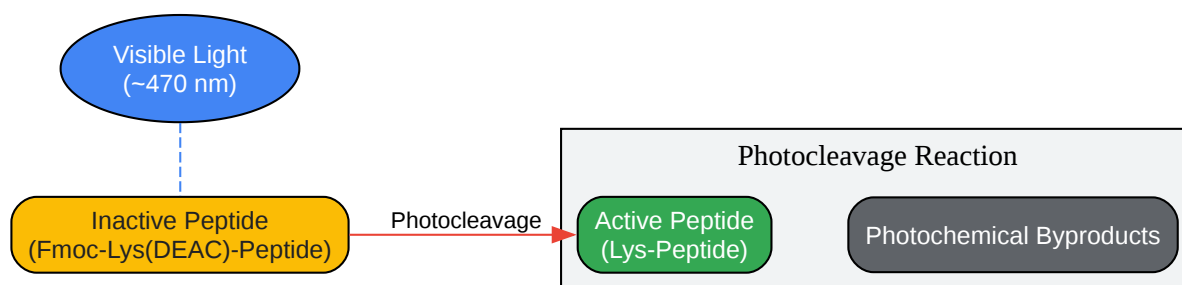 Visible Light
(~470 nm)
Photocleavage Reaction
Inactive Peptide
(Fmoc-Lys(DEAC)-Peptide)
Photocleavage
Active Peptide
(Lys-Peptide)
Photochemical Byproducts